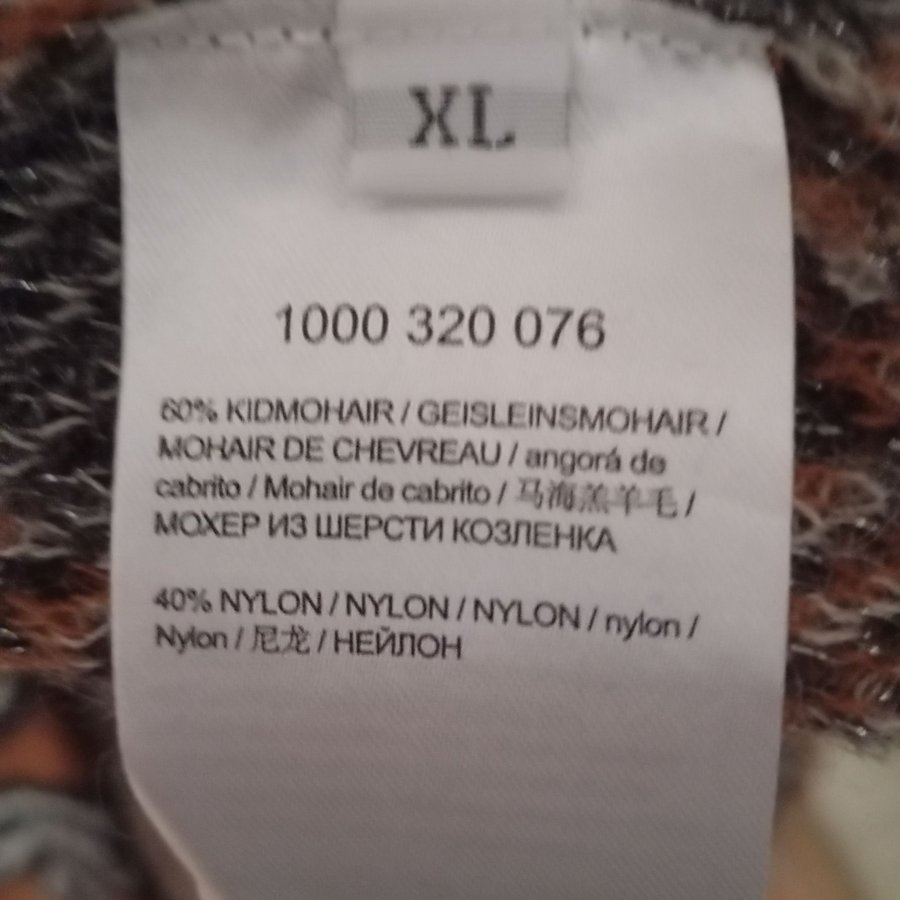 XL
1000 320 076
60% KIDMOHAIR / GEISLEINSMOHAIR /
MOHAIR DE CHEVREAU / angorá de
cabrito / Mohair de cabrito / 马海羔羊毛 /
МОХЕР ИЗ ШЕРСТИ КОЗЛЕНКА
40% NYLON / NYLON / NYLON / nylon /
Nylon / 尼龙 / НЕЙЛОН